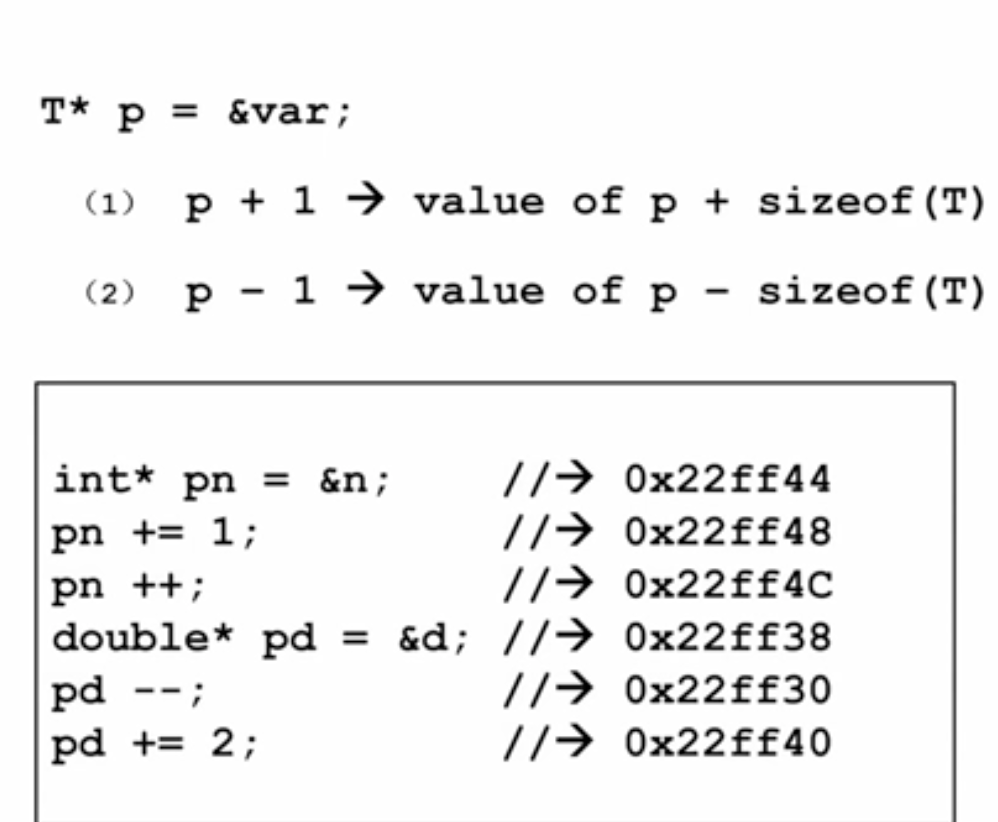 T* p = &var;
(1) p + 1 → value of p + sizeof(T)
(2) p - 1 → value of p - sizeof(T)
int* pn = &n; //→ 0x22ff44
pn += 1; //→ 0x22ff48
pn ++; //→ 0x22ff4C
double* pd = &d; //→ 0x22ff38
pd --; //→ 0x22ff30
pd += 2; //→ 0x22ff40